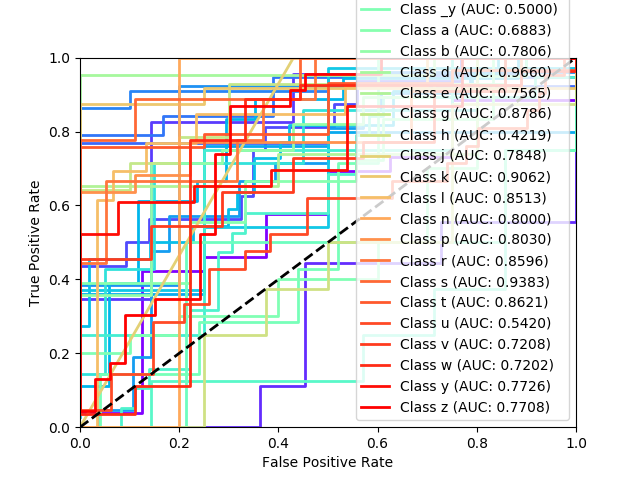 Class _y (AUC: 0.5000)
Class a (AUC: 0.6883)
Class b (AUC: 0.7806)
Class d (AUC: 0.9660)
Class e (AUC: 0.7565)
Class g (AUC: 0.8786)
Class h (AUC: 0.4219)
Class j (AUC: 0.7848)
Class k (AUC: 0.9062)
Class l (AUC: 0.8513)
Class n (AUC: 0.8000)
Class p (AUC: 0.8030)
Class r (AUC: 0.8596)
Class s (AUC: 0.9383)
Class t (AUC: 0.8621)
Class u (AUC: 0.5420)
Class v (AUC: 0.7208)
Class w (AUC: 0.7202)
Class y (AUC: 0.7726)
Class z (AUC: 0.7708)
1.0
0.8
0.6
0.4
0.2
0.0
True Positive Rate
0.0 0.2 0.4 0.6 0.8 1.0
False Positive Rate